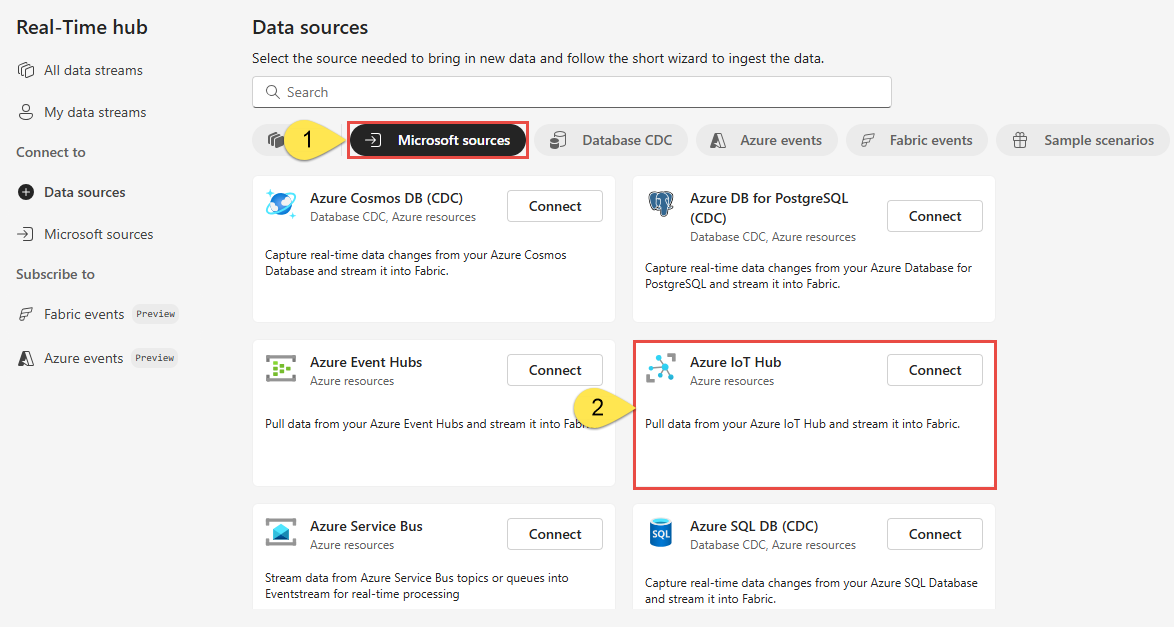 Real-Time hub
All data streams
My data streams
Connect to
Data sources
Microsoft sources
Subscribe to
Fabric events Preview
Azure events Preview
Data sources
Select the source needed to bring in new data and follow the short wizard to ingest the data.
Search
1
Microsoft sources
Database CDC
Azure events
Fabric events
Sample scenarios
Azure Cosmos DB (CDC)
Database CDC, Azure resources
Connect
Capture real-time data changes from your Azure Cosmos
Database and stream it into Fabric.
Azure DB for PostgreSQL
(CDC)
Database CDC, Azure resources
Connect
Capture real-time data changes from your Azure Database for
PostgreSQL and stream it into Fabric.
Azure Event Hubs
Azure resources
Connect
Pull data from your Azure Event Hubs and stream it into
2
Azure IoT Hub
Azure resources
Connect
Pull data from your Azure IoT Hub and stream it into Fabric.
Azure Service Bus
Azure resources
Connect
Stream data from Azure Service Bus topics or queues into
Eventstream for real-time processing
SQL
Azure SQL DB (CDC)
Database CDC, Azure resources
Connect
Capture real-time data changes from your Azure SQL Database
and stream it into Fabric.